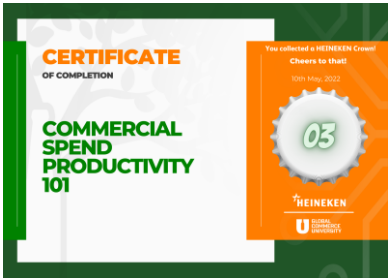 CERTIFICATE
OF COMPLETION
COMMERCIAL
SPEND
PRODUCTIVITY
101
You collected a HEINEKEN Crown!
Cheers to that!
10th May, 2022
03
HEINEKEN
U GLOBAL
COMMERCE
UNIVERSITY